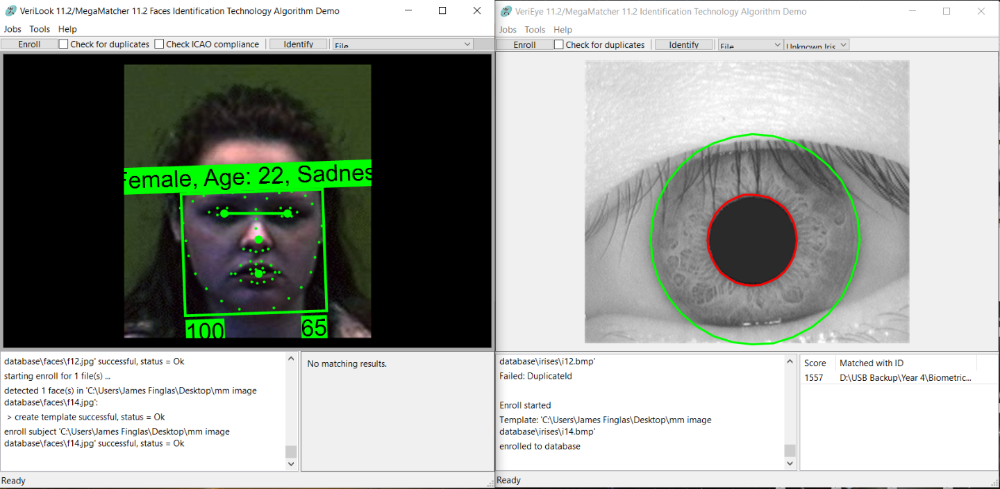 VeriLook 11.2/MegaMatcher 11.2 Faces Identification Technology Algorithm Demo
Jobs Tools Help
Enroll Check for duplicates Check ICAO compliance Identify File
Female, Age: 22, Sadnes
100 65
database\faces\f12.jpg' successful, status = Ok
starting enroll for 1 file(s) ...
detected 1 face(s) in 'C:\Users\James Finglas\Desktop\mm image
database\faces\f14.jpg':
> create template successful, status = Ok
enroll subject 'C:\Users\James Finglas\Desktop\mm image
database\faces\f14.jpg' successful, status = Ok
No matching results.
Ready
VeriEye 11.2/MegaMatcher 11.2 Identification Technology Algorithm Demo
Jobs Tools Help
Enroll Check for duplicates Identify File Unknown Iris
database\irises\i12.bmp'
Failed: DuplicateId
Enroll started
Template: 'C:\Users\James Finglas\Desktop\mm image
database\irises\i14.bmp'
enrolled to database
Score Matched with ID
1557 D:\USB Backup\Year 4\Biometric...
Ready